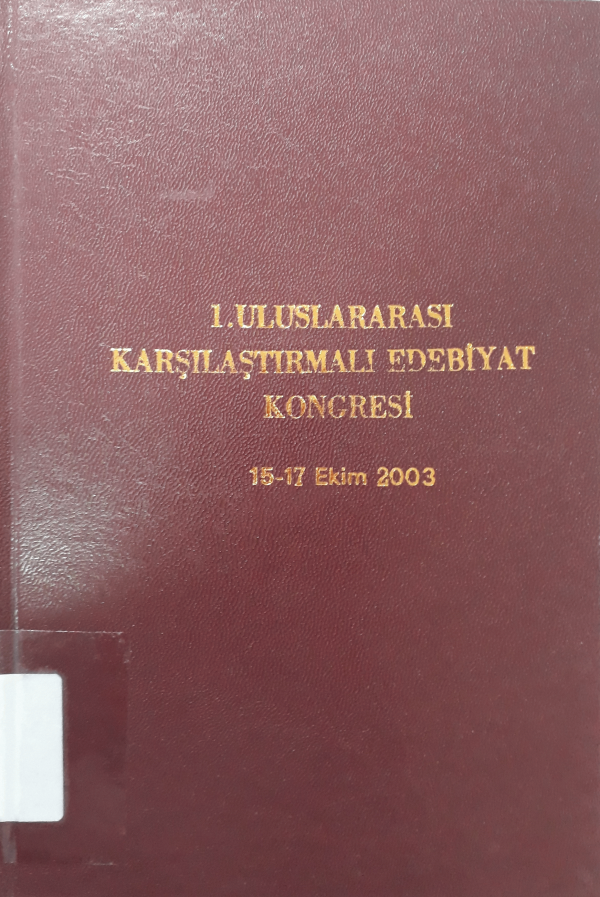 1.ULUSLARARASI
KARŞILAŞTIRMALI EDEBİYAT
KONGRESİ
15-17 Ekim 2003